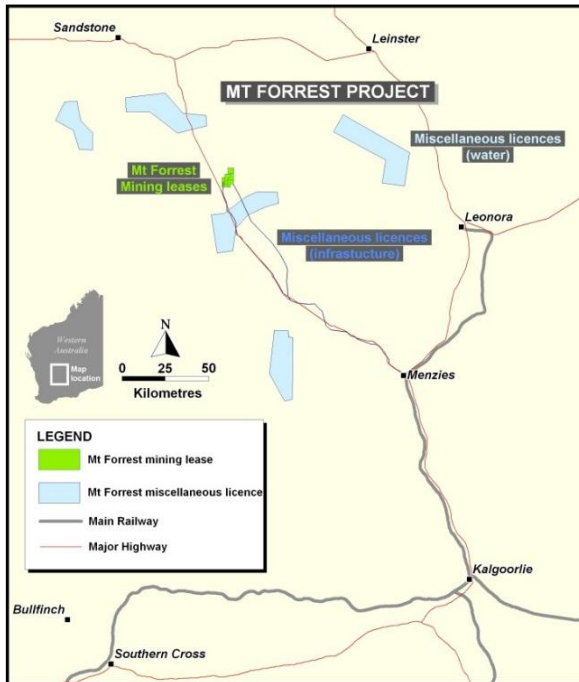 Sandstone
Leinster
MT FORREST PROJECT
Miscellaneous licences
(water)
Mt Forrest
Mining leases
Leonora
Miscellaneous licences
(infrastucture)
Western
Australia
Map
location
N
0 25 50
Kilometres
Menzies
LEGEND
Mt Forrest mining lease
Mt Forrest miscellaneous licence
Main Railway
Major Highway
Kalgoorlie
Bullfinch
Southern Cross